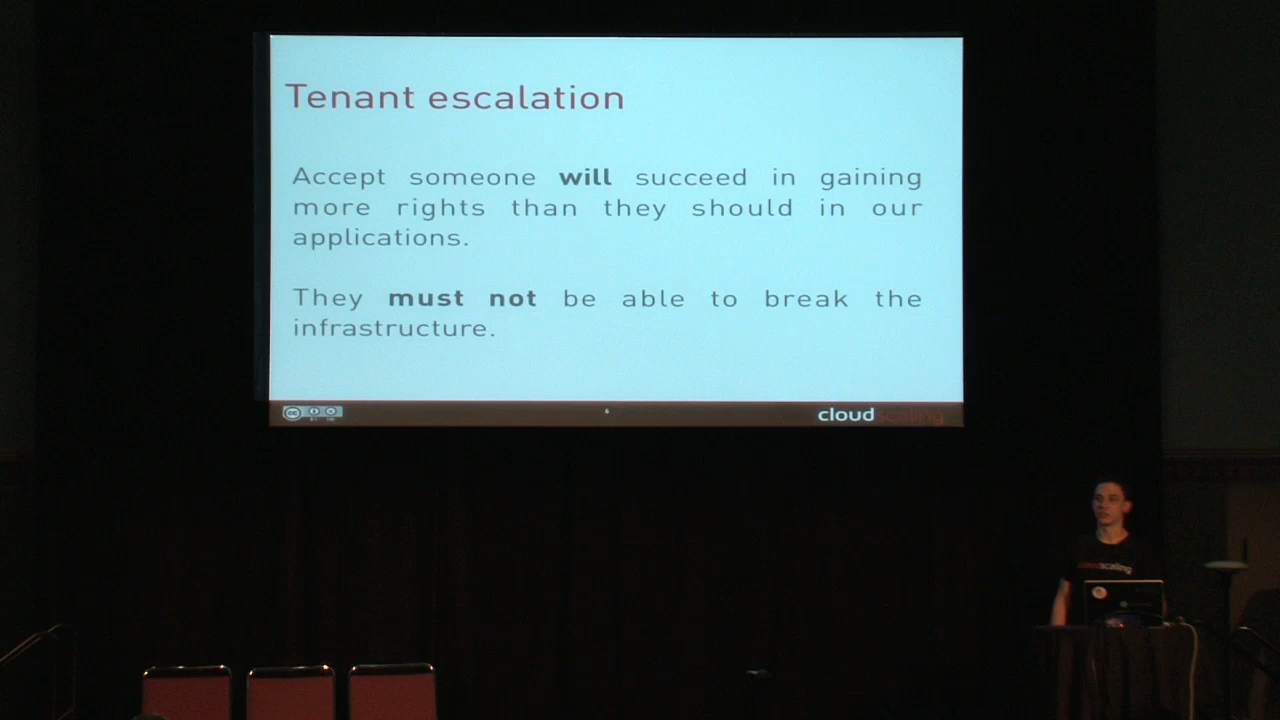 Tenant escalation
Accept someone will succeed in gaining
more rights than they should in our
applications.
They must not be able to break the
infrastructure.
cloudscaling
scaling